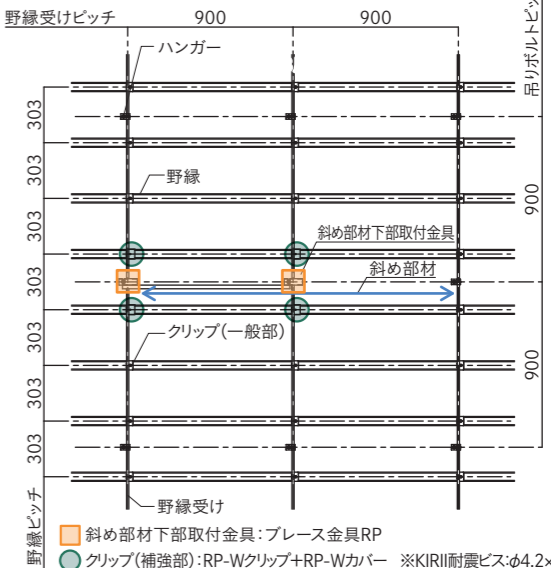 野縁受けピッチ
900
900
ハンガー
吊りボルトピッ
303
303
野縁
303
900
斜め部材下部取付金具
斜め部材
303
クリップ(一般部)
303
303
900
303
野縁ピッチ
野縁受け
斜め部材下部取付金具:ブレース金具RP
クリップ(補強部):RP-Wクリップ+RP-Wカバー ※KIRII耐震ビス:φ4.2×